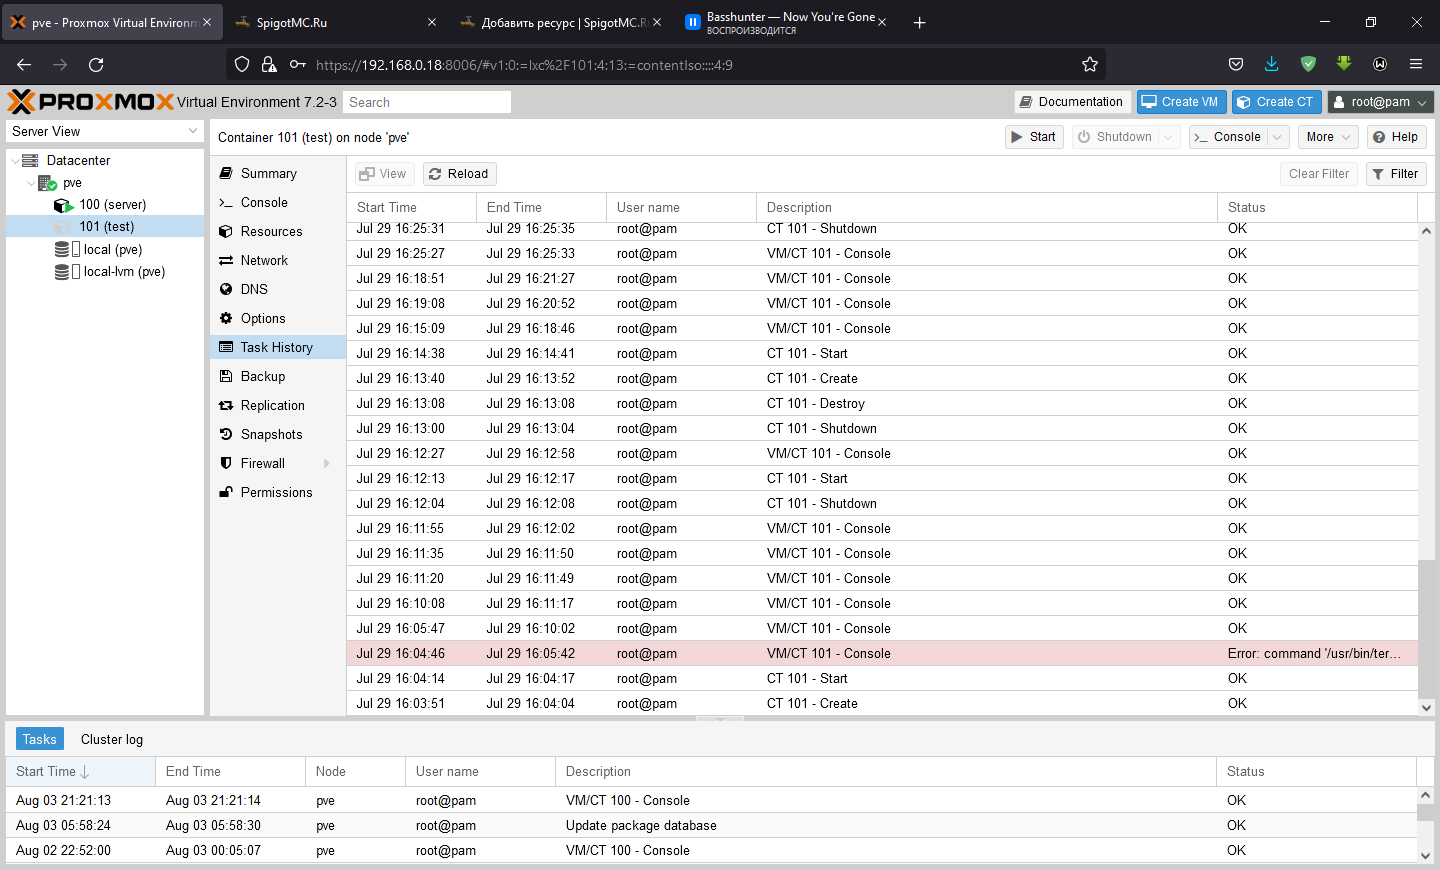 pve - Proxmox Virtual Environm
SpigotMC.Ru
Добавить ресурс | SpigotMC.R
Basshunter — Now You're Gone
ВОСПРОИЗВОДИТСЯ
https://192.168.0.18:8006/#v1:0:=lxc%2F101:4:13:=contentIso::::4:9
PROXMOX Virtual Environment 7.2-3 Search Documentation Create VM Create CT root@pam
Server View
Datacenter
pve
100 (server)
101 (test)
local (pve)
local-lvm (pve)
Container 101 (test) on node 'pve' Start Shutdown Console More Help
Summary
Console
Resources
Network
DNS
Options
Task History
Backup
Replication
Snapshots
Firewall
Permissions
View Reload Clear Filter Filter
Start Time End Time User name Description Status
Jul 29 16:25:31 Jul 29 16:25:35 root@pam CT 101 - Shutdown OK
Jul 29 16:25:27 Jul 29 16:25:33 root@pam VM/CT 101 - Console OK
Jul 29 16:18:51 Jul 29 16:21:27 root@pam VM/CT 101 - Console OK
Jul 29 16:19:08 Jul 29 16:20:52 root@pam VM/CT 101 - Console OK
Jul 29 16:15:09 Jul 29 16:18:46 root@pam VM/CT 101 - Console OK
Jul 29 16:14:38 Jul 29 16:14:41 root@pam CT 101 - Start OK
Jul 29 16:13:40 Jul 29 16:13:52 root@pam CT 101 - Create OK
Jul 29 16:13:08 Jul 29 16:13:08 root@pam CT 101 - Destroy OK
Jul 29 16:13:00 Jul 29 16:13:04 root@pam CT 101 - Shutdown OK
Jul 29 16:12:27 Jul 29 16:12:58 root@pam VM/CT 101 - Console OK
Jul 29 16:12:13 Jul 29 16:12:17 root@pam CT 101 - Start OK
Jul 29 16:12:04 Jul 29 16:12:08 root@pam CT 101 - Shutdown OK
Jul 29 16:11:55 Jul 29 16:12:02 root@pam VM/CT 101 - Console OK
Jul 29 16:11:35 Jul 29 16:11:50 root@pam VM/CT 101 - Console OK
Jul 29 16:11:20 Jul 29 16:11:49 root@pam VM/CT 101 - Console OK
Jul 29 16:10:08 Jul 29 16:11:17 root@pam VM/CT 101 - Console OK
Jul 29 16:05:47 Jul 29 16:10:02 root@pam VM/CT 101 - Console OK
Jul 29 16:04:46 Jul 29 16:05:42 root@pam VM/CT 101 - Console Error: command '/usr/bin/ter...
Jul 29 16:04:14 Jul 29 16:04:17 root@pam CT 101 - Start OK
Jul 29 16:03:51 Jul 29 16:04:04 root@pam CT 101 - Create OK
Tasks Cluster log
Start Time End Time Node User name Description Status
Aug 03 21:21:13 Aug 03 21:21:14 pve root@pam VM/CT 100 - Console OK
Aug 03 05:58:24 Aug 03 05:58:30 pve root@pam Update package database OK
Aug 02 22:52:00 Aug 03 00:05:07 pve root@pam VM/CT 100 - Console OK